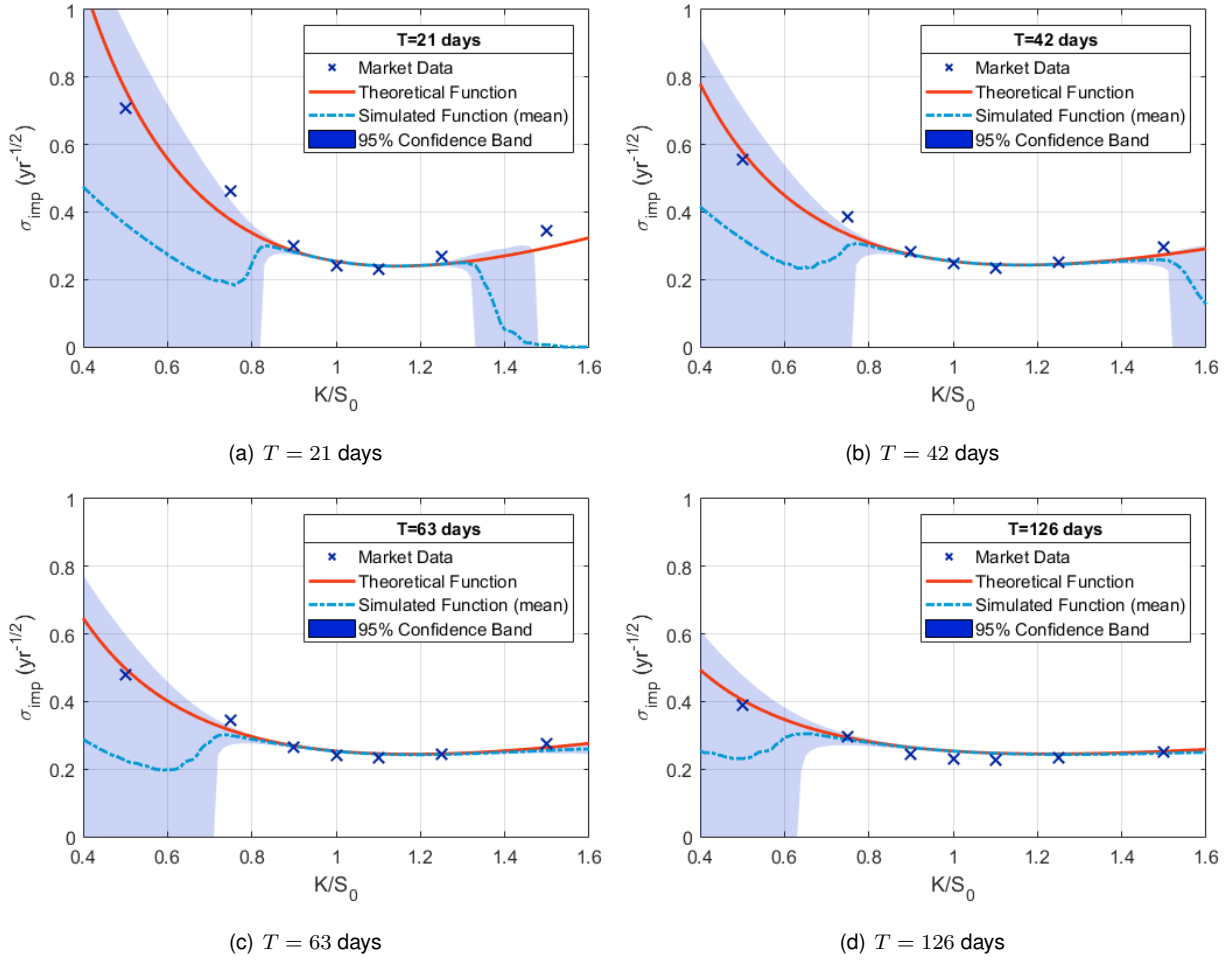 1
0.8
0.6
0.4
0.2
0
σ_imp (yr^-1/2)
T=21 days
Market Data
Theoretical Function
Simulated Function (mean)
95% Confidence Band
0.4 0.6 0.8 1 1.2 1.4 1.6
K/S_0
(a) T = 21 days
1
0.8
0.6
0.4
0.2
0
σ_imp (yr^-1/2)
T=42 days
Market Data
Theoretical Function
Simulated Function (mean)
95% Confidence Band
0.4 0.6 0.8 1 1.2 1.4 1.6
K/S_0
(b) T = 42 days
1
0.8
0.6
0.4
0.2
0
σ_imp (yr^-1/2)
T=63 days
Market Data
Theoretical Function
Simulated Function (mean)
95% Confidence Band
0.4 0.6 0.8 1 1.2 1.4 1.6
K/S_0
(c) T = 63 days
1
0.8
0.6
0.4
0.2
0
σ_imp (yr^-1/2)
T=126 days
Market Data
Theoretical Function
Simulated Function (mean)
95% Confidence Band
0.4 0.6 0.8 1 1.2 1.4 1.6
K/S_0
(d) T = 126 days